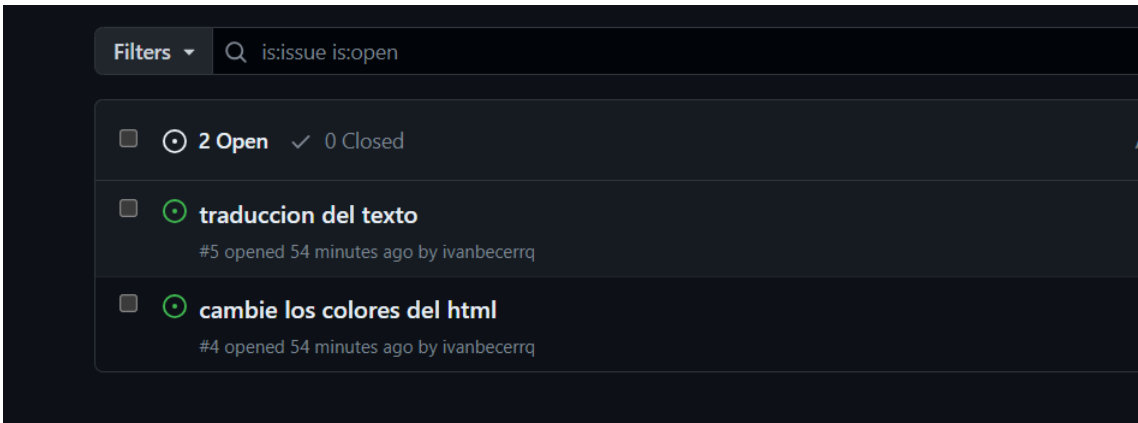 Filters is:issue is:open
2 Open 0 Closed
traduccion del texto
#5 opened 54 minutes ago by ivanbecerrq
cambie los colores del html
#4 opened 54 minutes ago by ivanbecerrq